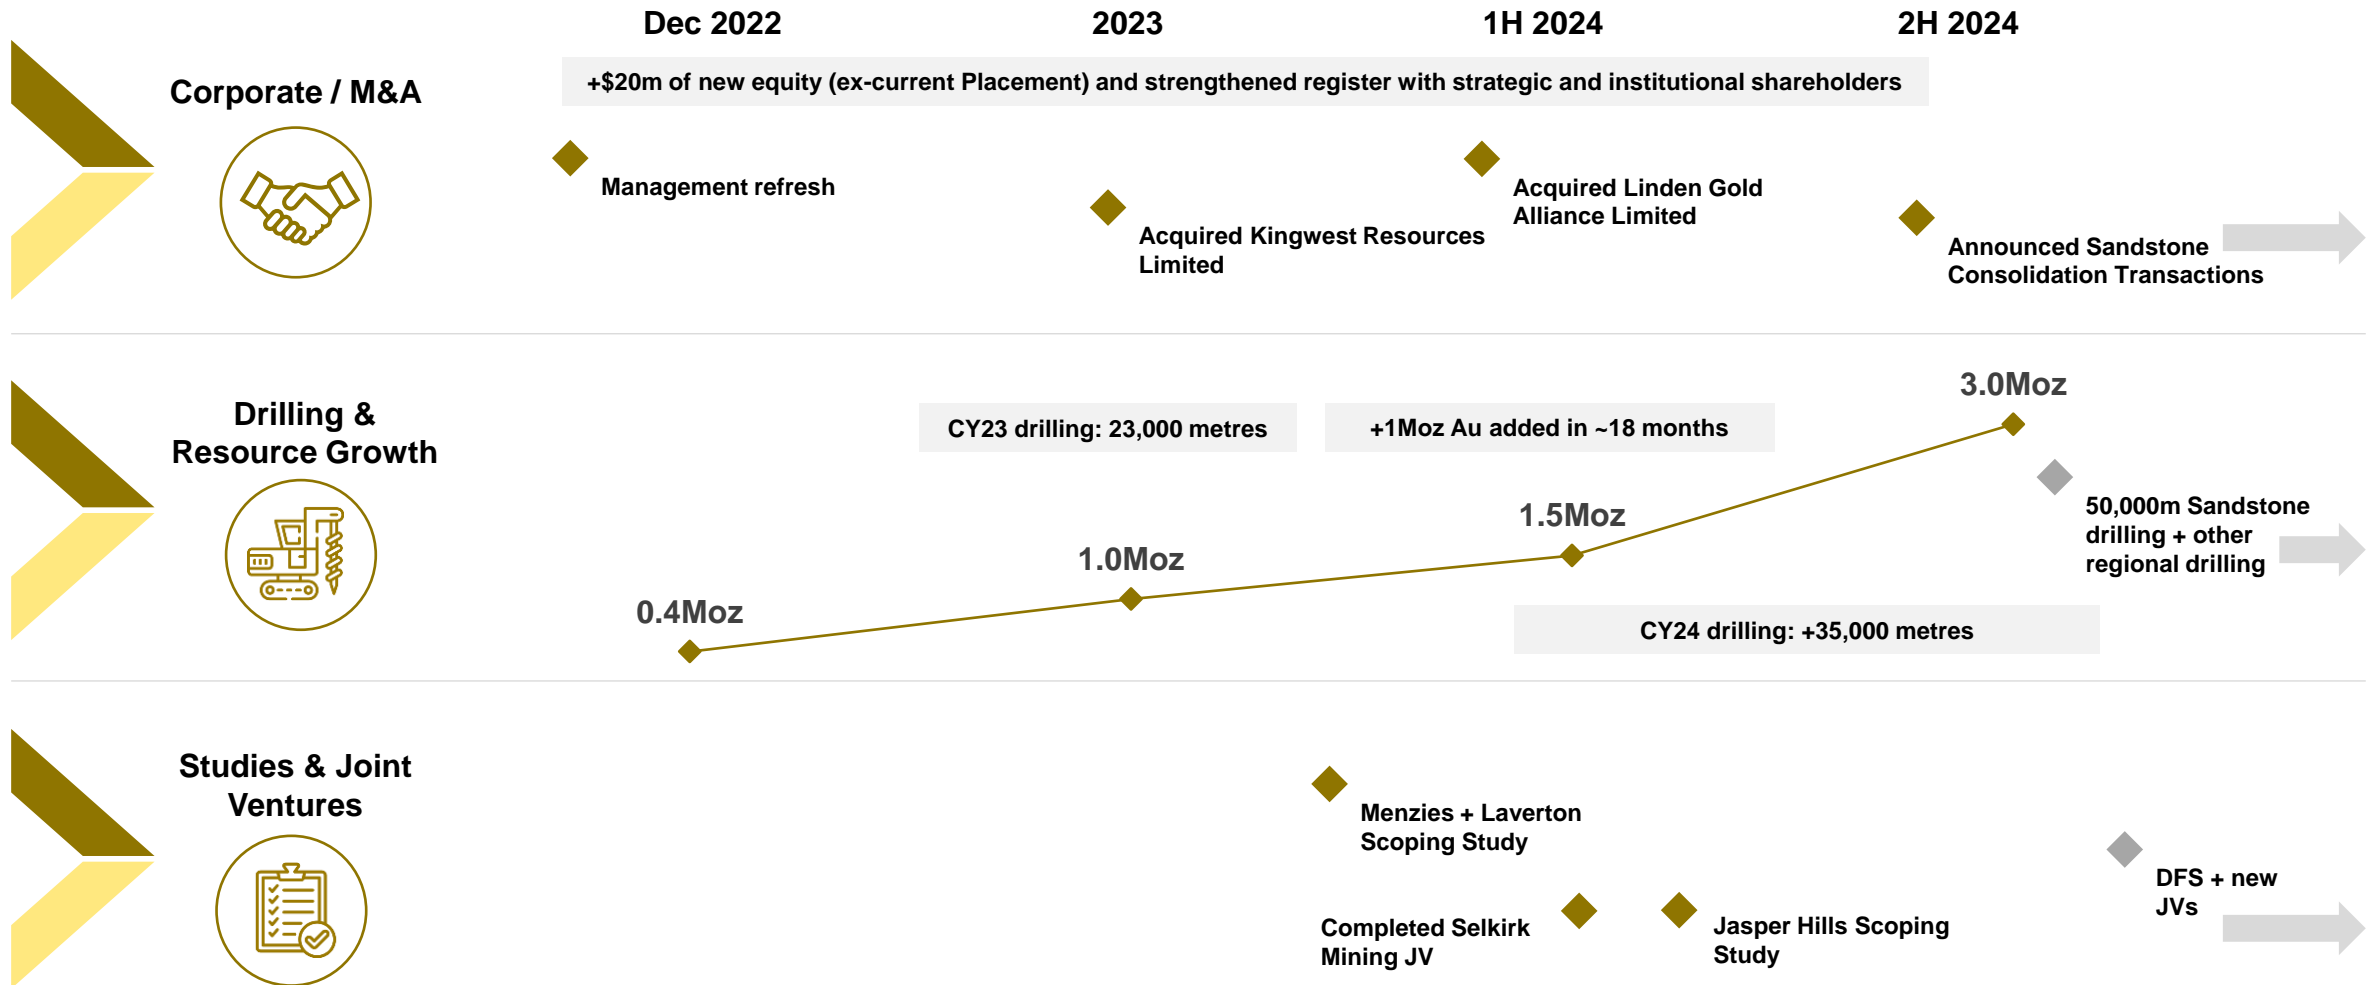 Dec 2022
2023
1H 2024
2H 2024
Corporate / M&A
+$20m of new equity (ex-current Placement) and strengthened register with strategic and institutional shareholders
Management refresh
Acquired Kingwest Resources
Limited
Acquired Linden Gold
Alliance Limited
Announced Sandstone
Consolidation Transactions
Drilling &
Resource Growth
CY23 drilling: 23,000 metres
+1Moz Au added in ~18 months
0.4Moz
1.0Moz
1.5Moz
3.0Moz
50,000m Sandstone
drilling + other
regional drilling
CY24 drilling: +35,000 metres
Studies & Joint
Ventures
Menzies + Laverton
Scoping Study
Completed Selkirk
Mining JV
Jasper Hills Scoping
Study
DFS + new
JVs